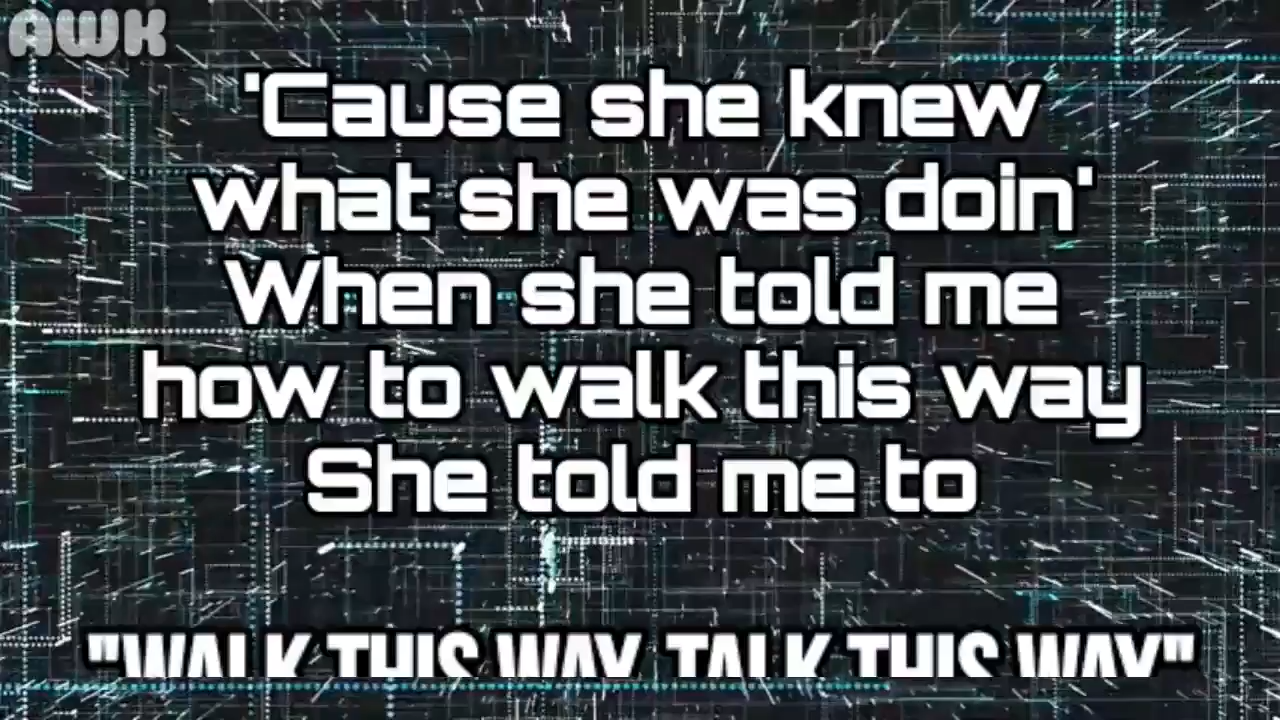 AWK
'Cause she knew
what she was doin'
When she told me
how to walk this way
She told me to
"WALK THIS WAY, TALK THIS WAY"